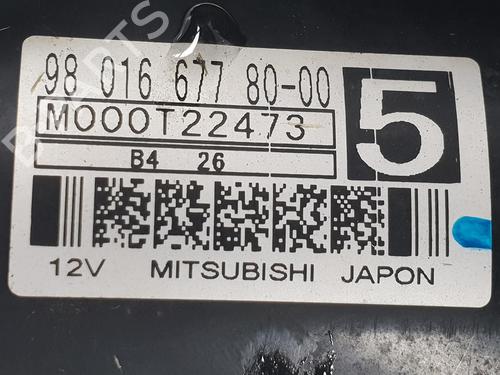 98 016 677 80-00
M000T22473
5
B4 26
12V MITSUBISHI JAPON